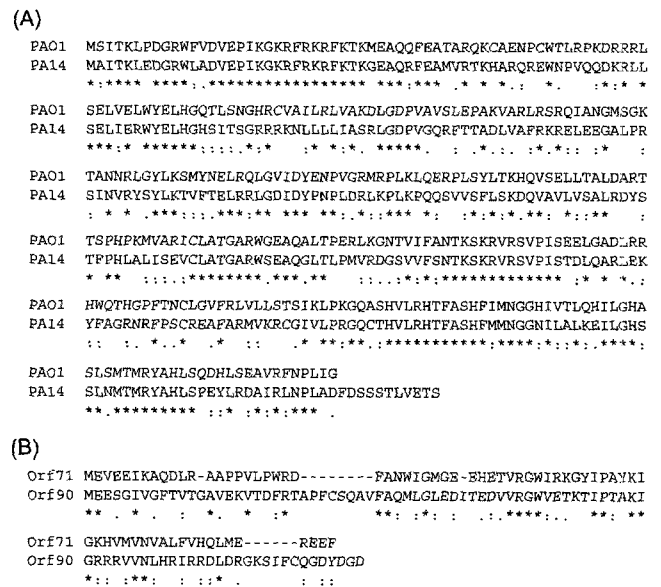 (A)
PAO1 MSITKLPDGRWFVDVEPIKGKRFRKRFKTKMEAQQFEATARQKCAENPCWTLRPKDRRRL
PA14 MAITKLEDGRWLADVEPIKGKRFRKRFKTKGEAQRFEAMVRTKHARQREWNPVQQDKRLL
PAO1 SELVELWYELHGQTLSNGHRCVAILRLVAKDLGDPVAVSLEPAKVARLRSRQIANGMSGK
PA14 SELIERWYELHGHSITSGRRRKNLLLLIASRLGDPVGQRFTTADLVAFRKRELEEGALPR
PAO1 TANNRLGYLKSMYNELRQLGVIDYENPVGRMRPLKLQERPLSYLTKHQVSELLTALDART
PA14 SINVRYSYLKTVFTELRRLGDIDYPNPLDRLKPLKPQQSVVSFLSKDQVAVLVSALRDYS
PAO1 TSPHPKMVARICLATGARWGEAQALTPERLKGNTVIFANTKSKRVRSVPISEELGADLRR
PA14 TFPHLALISEVCLATGARWSEAQGLTLPMVRDGSVVFSNTKSKRVRSVPISTDLQARLEK
PAO1 HWQTHGPFTNCLGVFRLVLLSTSIKLPKGQASHVLRHTFASHFIMNGGHIVTLQHILGHA
PA14 YFAGRNRFPSCREAFARMVKRCGIVLPRGQCTHVLRHTFASHFMMNGGNILALKEILGHS
PAO1 SLSMTMRYAHLSQDHLSEAVRFNPLIG
PA14 SLNMTMRYAHLSPEYLRDAIRLNPLADFDSSSTLVETS
(B)
Orf71 MEVEEIKAQDLR-AAPPVLPWRD--------FANWIGMGE-EHETVRGWIRKGYIPAYKI
Orf90 MEESGIVGFTVTGAVEKVTDFRTAPFCSQAVFAQMLGLEDITEDVVRGWVETKTIPTAKI
Orf71 GKHVMVNVALFVHQLME------REEF
Orf90 GRRRVVNLHRIRRDLDRGKSIFCQGDYDGD